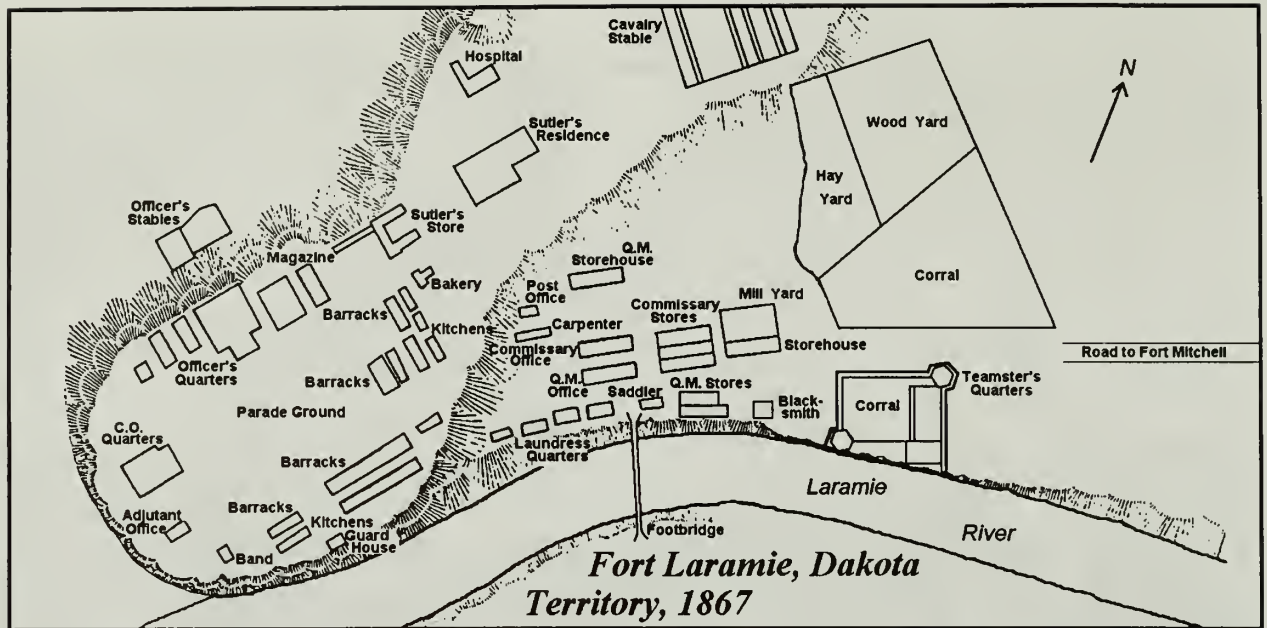 Cavalry
Stable
Hospital
N
Sutler's
Residence
Wood Yard
Hay
Yard
Officer's
Stables
Sutler's
Store
Magazine
Q.M.
Storehouse
Corral
Bakery
Post
Office
Mill Yard
Commissary
Stores
Barracks
Kitchens
Carpenter
Commissary
Office
Storehouse
Road to Fort Mitchell
Officer's
Quarters
Barracks
Q.M.
Office
Saddler
Q.M. Stores
Teamster's
Quarters
Corral
Black-
smith
Parade Ground
C.O.
Quarters
Laundress
Quarters
Barracks
Laramie
River
Adjutant
Office
Barracks
Kitchens
Guard
House
Band
Footbridge
Fort Laramie, Dakota
Territory, 1867